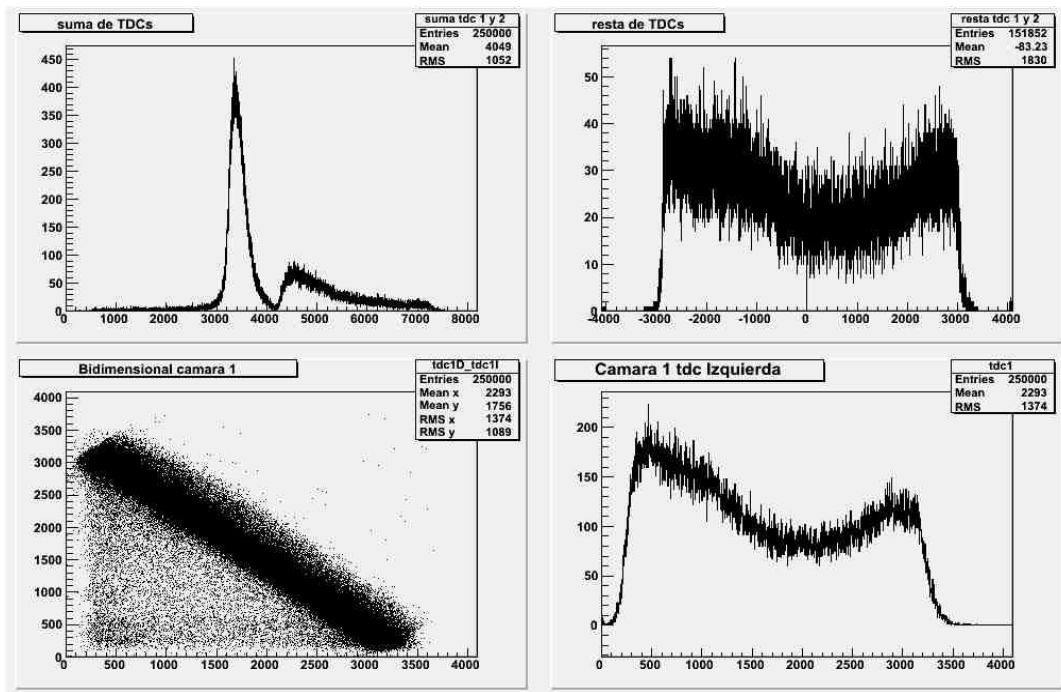 suma de TDCs
suma tdc 1 y 2
Entries 250000
Mean 4049
RMS 1052
450
400
350
300
250
200
150
100
50
0
0 1000 2000 3000 4000 5000 6000 7000 8000
resta de TDCs
resta tdc 1 y 2
Entries 151852
Mean -83.23
RMS 1830
50
40
30
20
10
0
-4000 -3000 -2000 -1000 0 1000 2000 3000 4000
Bidimensional camara 1
tdc1D_tdc1I
Entries 250000
Mean x 2293
Mean y 1756
RMS x 1374
RMS y 1089
4000
3500
3000
2500
2000
1500
1000
500
0
0 500 1000 1500 2000 2500 3000 3500 4000
Camara 1 tdc Izquierda
tdc1
Entries 250000
Mean 2293
RMS 1374
200
150
100
50
0
0 500 1000 1500 2000 2500 3000 3500 4000